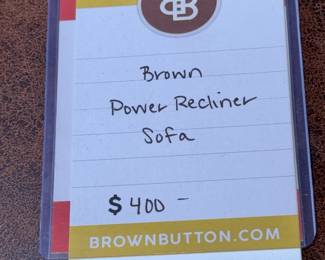 B
Brown
Power Recliner
Sofa
$400 -
BROWNBUTTON.COM